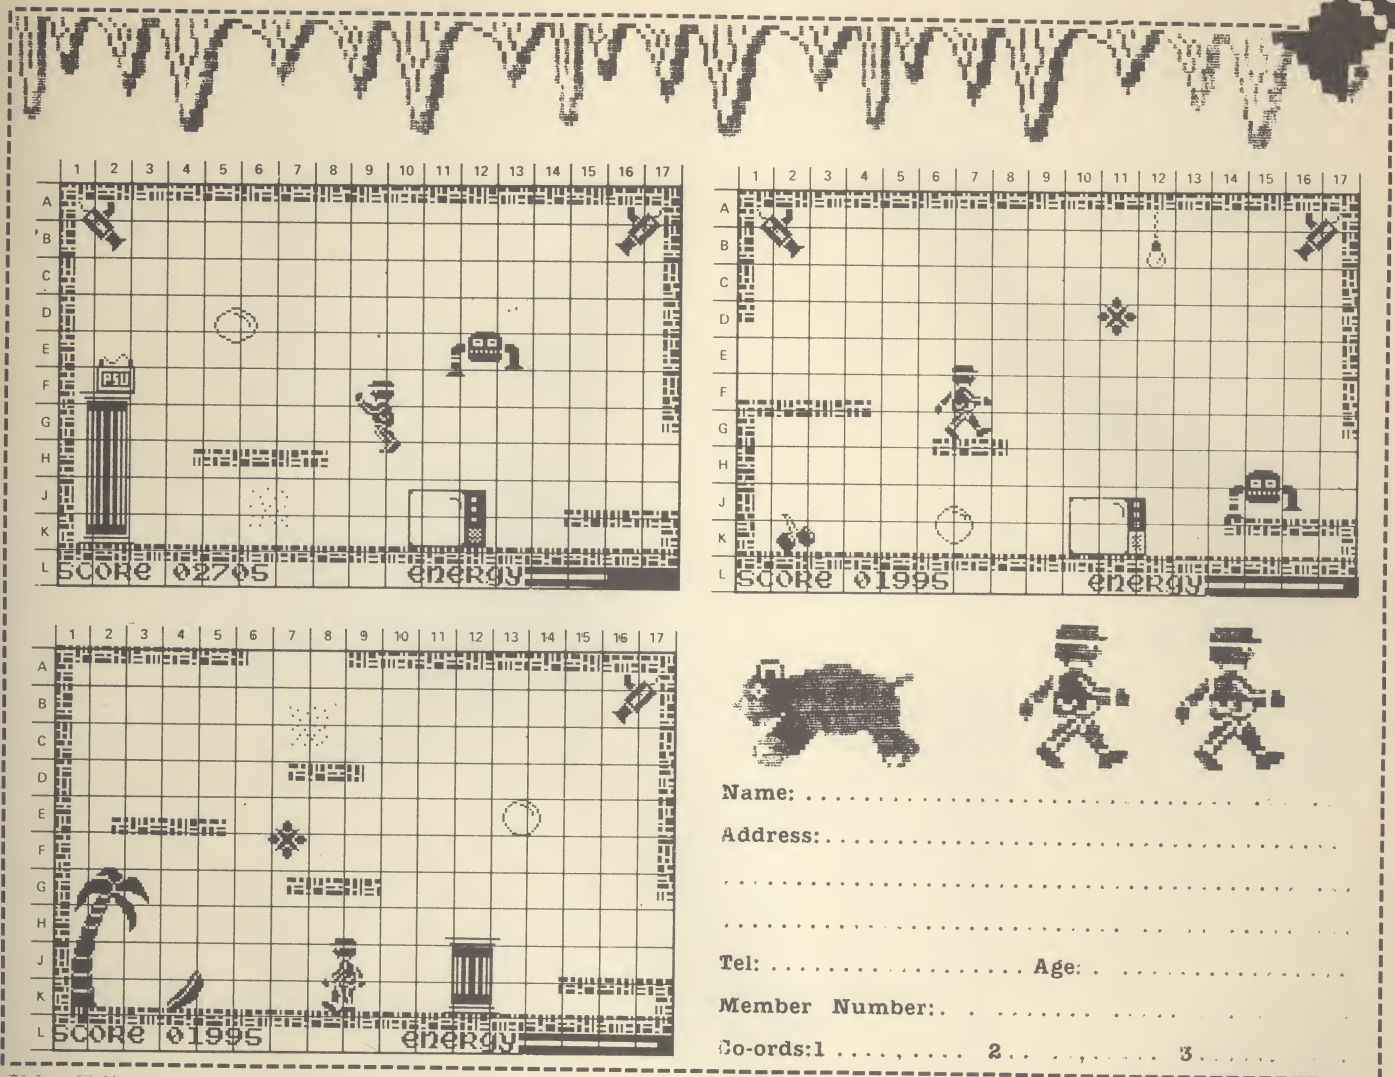 1 2 3 4 5 6 7 8 9 10 11 12 13 14 15 16 17
A
B
C
D
E
F
PSU
G
H
J
K
L
SCORE 02705 energy
1 2 3 4 5 6 7 8 9 10 11 12 13 14 15 16 17
A
B
C
D
E
F
G
H
J
K
L
SCORE 01995 energy
1 2 3 4 5 6 7 8 9 10 11 12 13 14 15 16 17
A
B
C
D
E
F
G
H
J
K
L
SCORE 01995 energy
Name:
Address:
Tel: Age:
Member Number:
Co-ords:1 2 3